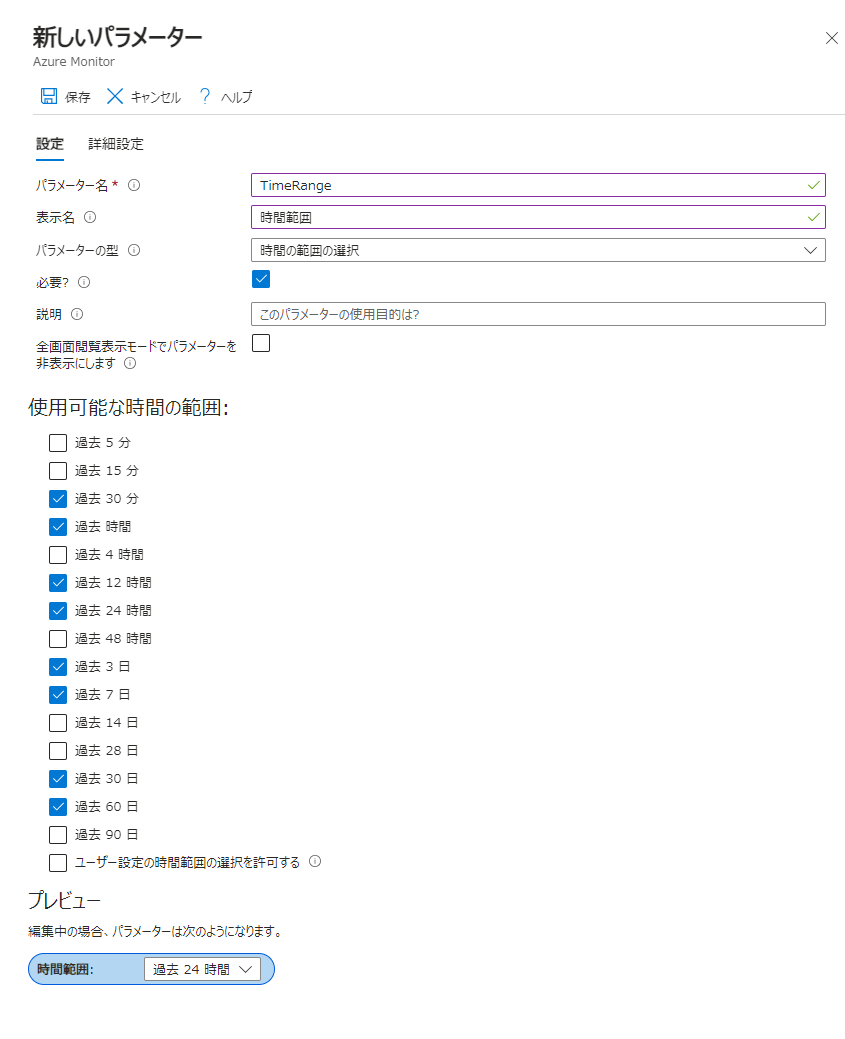 新しいパラメーター
Azure Monitor
保存 キャンセル ? ヘルプ
設定 詳細設定
パラメーター名 * TimeRange
表示名 時間範囲
パラメーターの型 時間の範囲の選択
必要?
説明 このパラメーターの使用目的は?
全画面閲覧表示モードでパラメーターを
非表示にします
使用可能な時間の範囲:
過去 5 分
過去 15 分
過去 30 分
過去 時間
過去 4 時間
過去 12 時間
過去 24 時間
過去 48 時間
過去 3 日
過去 7 日
過去 14 日
過去 28 日
過去 30 日
過去 60 日
過去 90 日
ユーザー設定の時間範囲の選択を許可する
プレビュー
編集中の場合、パラメーターは次のようになります。
時間範囲: 過去 24 時間